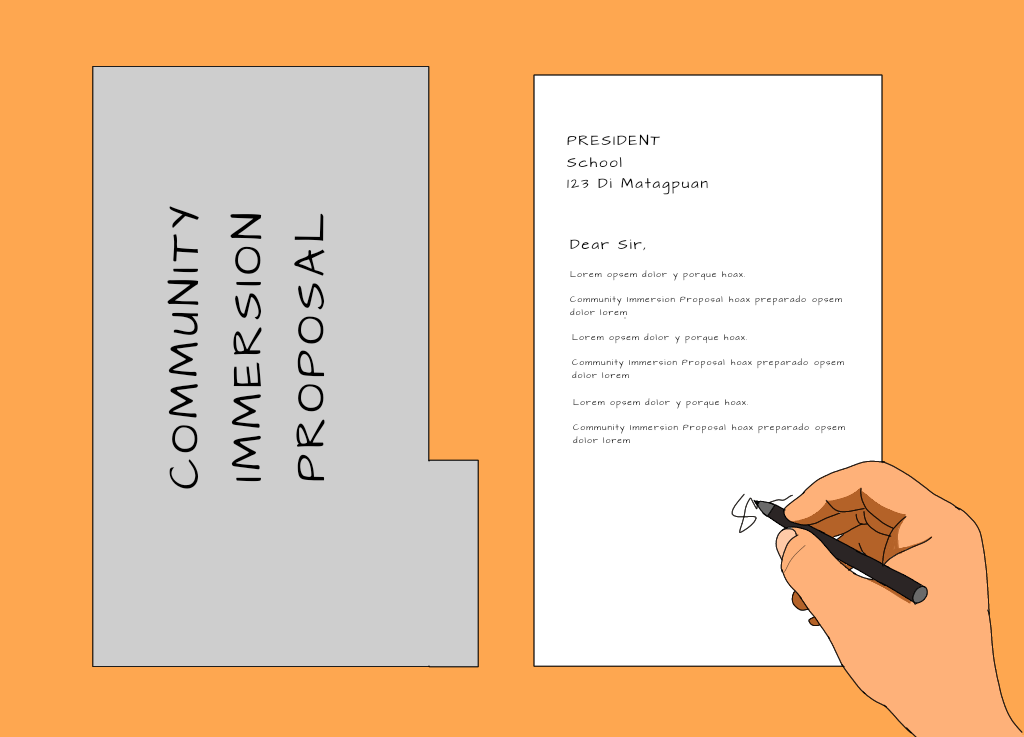 COMMUNITY
IMMERSION
PROPOSAL
PRESIDENT
School
123 Di Matagpuan
Dear Sir,
Lorem opsem dolor y porque hoax.
Community Immersion Proposal hoax preparado opsem
dolor lorem
Lorem opsem dolor y porque hoax.
Community Immersion Proposal hoax preparado opsem
dolor lorem
Lorem opsem dolor y porque hoax.
Community Immersion Proposal hoax preparado opsem
dolor lorem